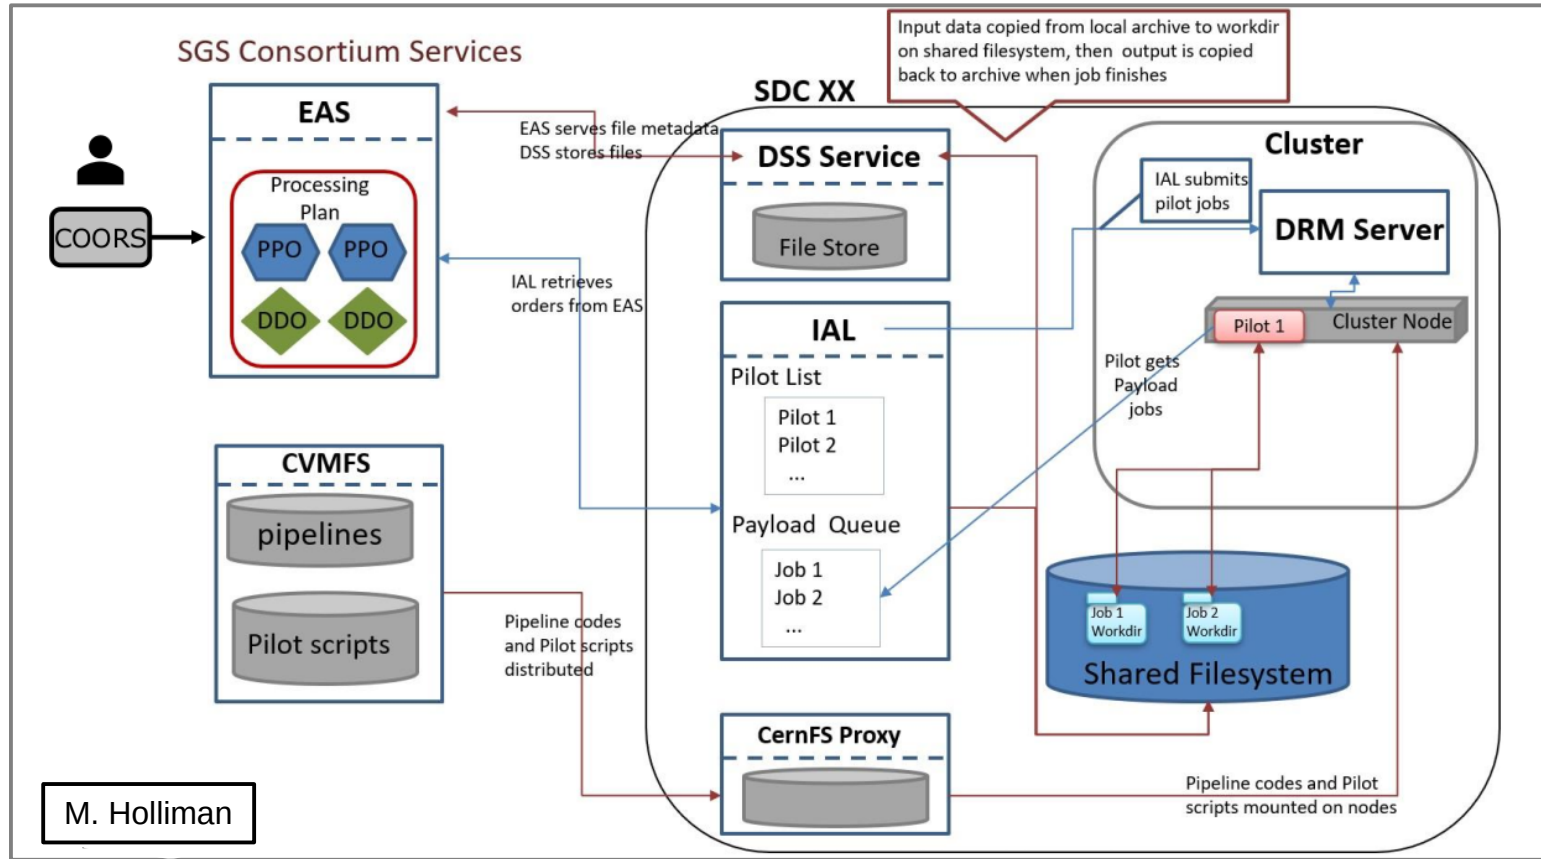 SGS Consortium Services
Input data copied from local archive to workdir
on shared filesystem, then output is copied
back to archive when job finishes
SDC XX
EAS
EAS serves file metadata
DSS stores files
DSS Service
File Store
Cluster
IAL submits
pilot jobs
DRM Server
Processing
Plan
PPO
PPO
DDO
DDO
COORS
IAL retrieves
orders from EAS
IAL
Pilot List
Pilot 1
Pilot 2
...
Payload Queue
Job 1
Job 2
...
Pilot 1
Cluster Node
Pilot gets
Payload
jobs
CVMFS
pipelines
Pilot scripts
Pipeline codes
and Pilot scripts
distributed
Job 1
Workdir
Job 2
Workdir
Shared Filesystem
CernFS Proxy
Pipeline codes and Pilot
scripts mounted on nodes
M. Holliman